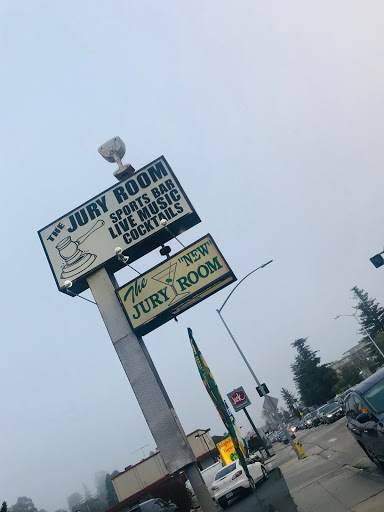 THE JURY ROOM
SPORTS BAR
LIVE MUSIC
COCKTAILS
The "NEW"
JURY ROOM